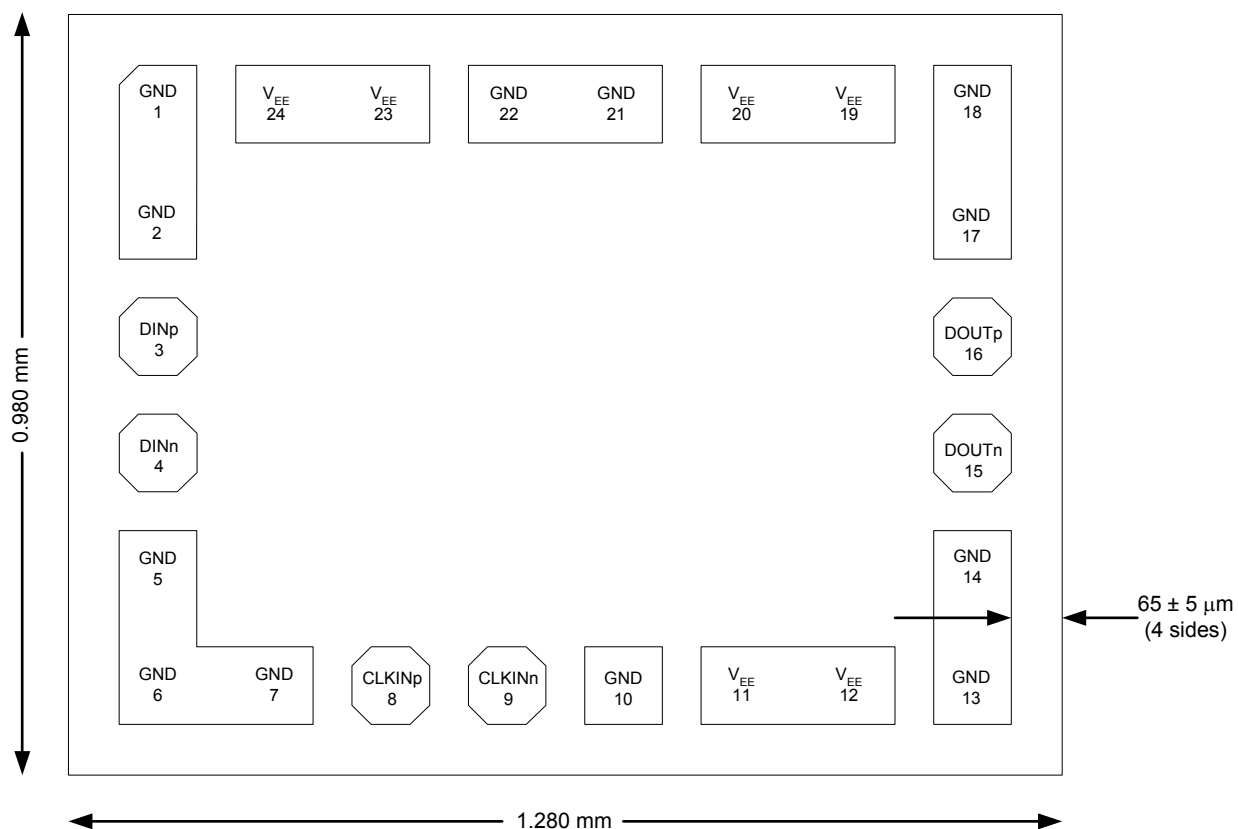 GND
1
V_EE
24
V_EE
23
GND
22
GND
21
V_EE
20
V_EE
19
GND
18
GND
2
GND
17
DINp
3
DOUTp
16
0.980 mm
DINn
4
DOUTn
15
GND
5
GND
14
65 ± 5 μm
(4 sides)
GND
6
GND
7
CLKINp
8
CLKINn
9
GND
10
V_EE
11
V_EE
12
GND
13
1.280 mm